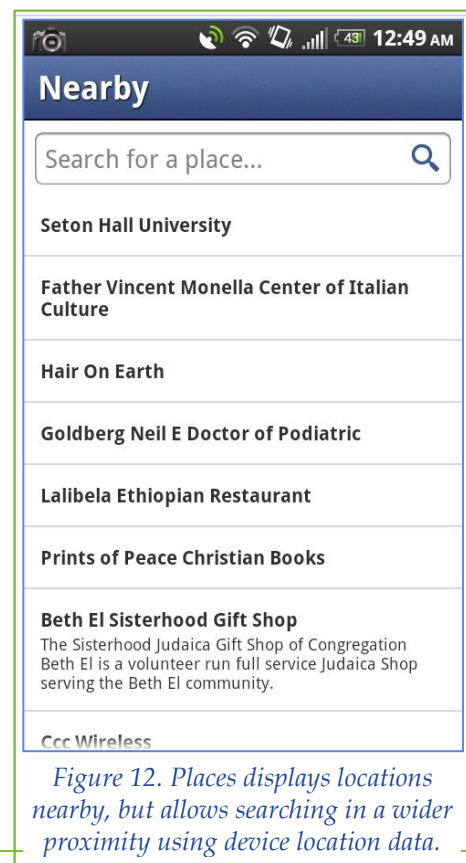 43 12:49 AM
Nearby
Search for a place...
Seton Hall University
Father Vincent Monella Center of Italian
Culture
Hair On Earth
Goldberg Neil E Doctor of Podiatric
Lalibela Ethiopian Restaurant
Prints of Peace Christian Books
Beth El Sisterhood Gift Shop
The Sisterhood Judaica Gift Shop of Congregation
Beth El is a volunteer run full service Judaica Shop
serving the Beth El community.
Ccc Wireless
Figure 12. Places displays locations
nearby, but allows searching in a wider
proximity using device location data.